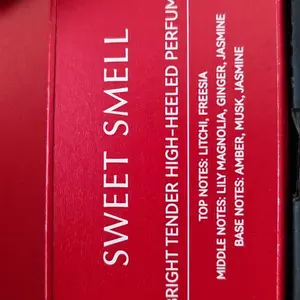 SWEET SMELL
BRIGHT TENDER HIGH-HEELED PERFUM
TOP NOTES: LITCHI, FREESIA
MIDDLE NOTES: LILY MAGNOLIA, GINGER, JASMINE
BASE NOTES: AMBER, MUSK, JASMINE